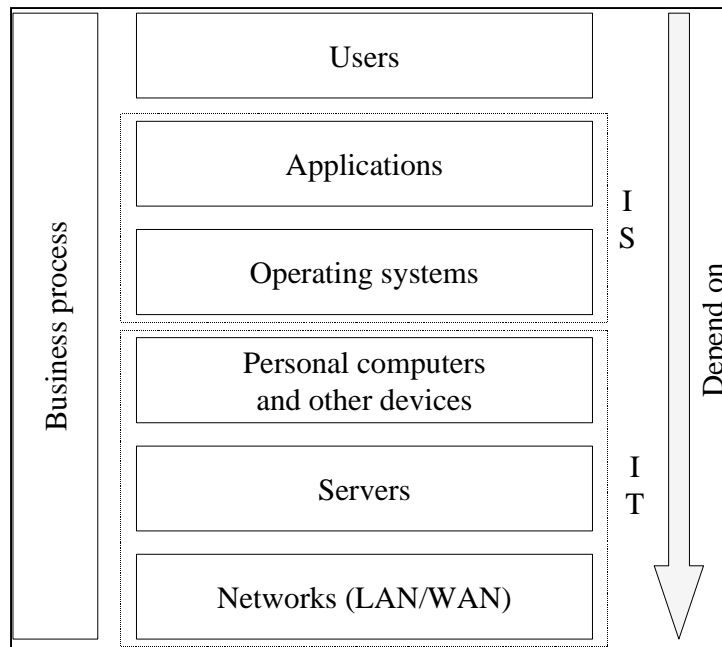 Business process
Users
Applications
Operating systems
I
S
Personal computers
and other devices
Servers
Networks (LAN/WAN)
I
T
Depend on